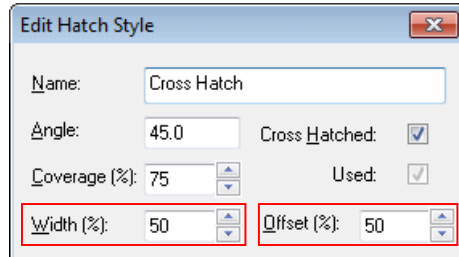 Edit Hatch Style
Name: Cross Hatch
Angle: 45.0 Cross Hatched:
Coverage (%): 75 Used:
Width (%): 50 Offset (%): 50